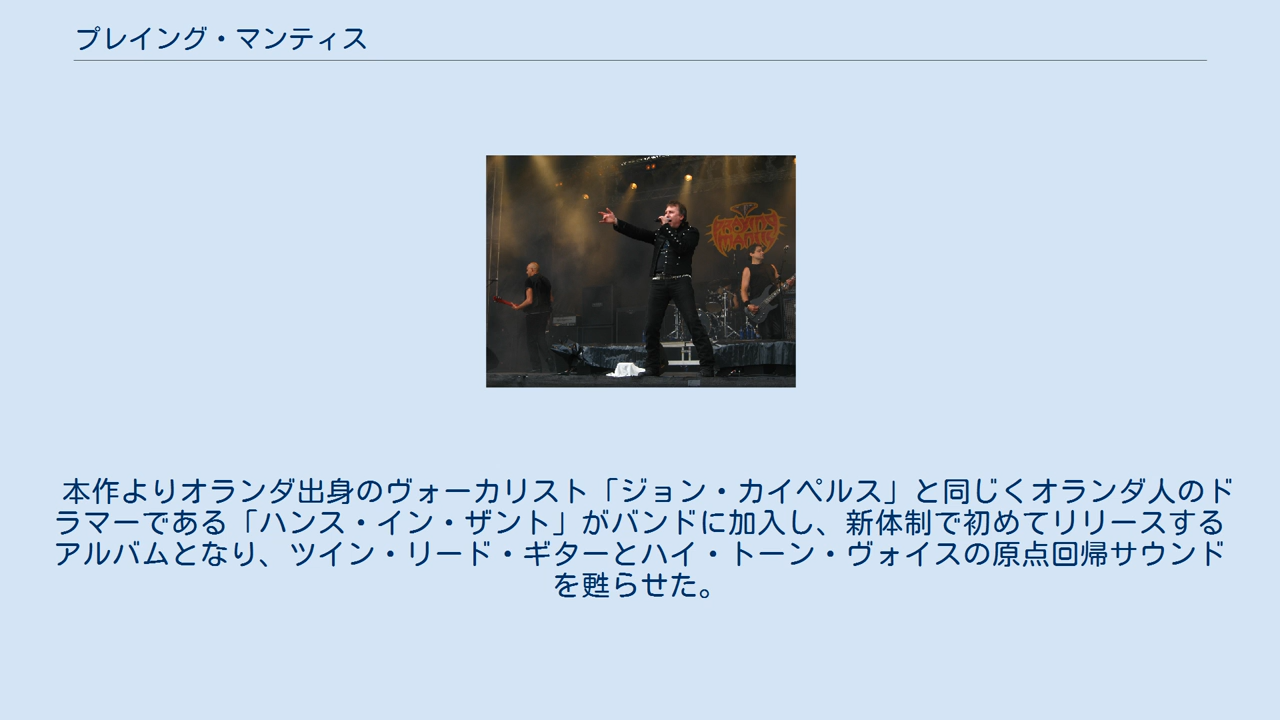 プレイング・マンティス
PRAYING
MANTIS
本作よりオランダ出身のヴォーカリスト「ジョン・カイペルス」と同じくオランダ人のド
ラマーである「ハンス・イン・ザント」がバンドに加入し、新体制で初めてリリースする
アルバムとなり、ツイン・リード・ギターとハイ・トーン・ヴォイスの原点回帰サウンド
を甦らせた。